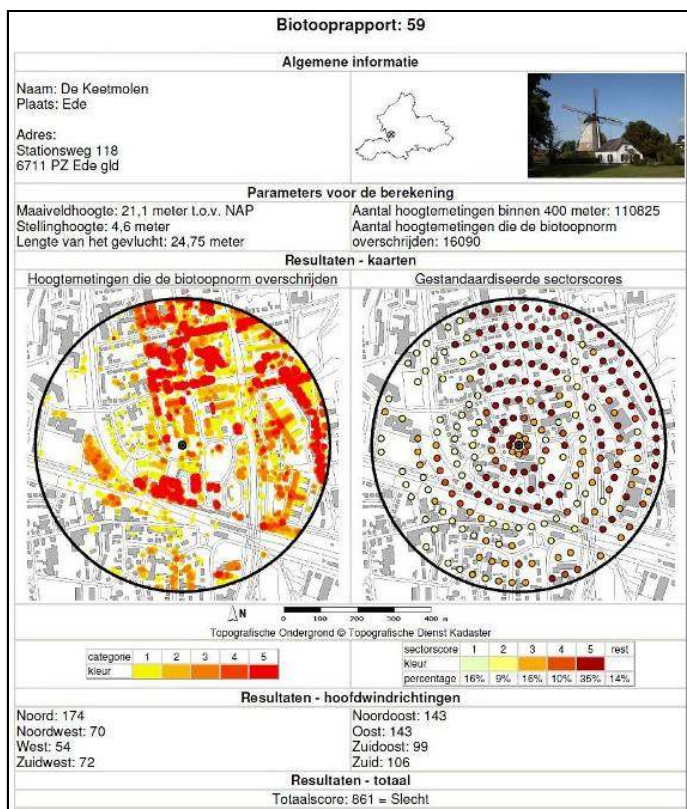 Biotooprapport: 59
Algemene informatie
Naam: De Keetmolen
Plaats: Ede
Adres:
Stationsweg 118
6711 PZ Ede gld
Parameters voor de berekening
Maaiveldhoogte: 21,1 meter t.o.v. NAP
Stellinghoogte: 4,6 meter
Lengte van het gevlucht: 24,75 meter
Aantal hoogtemetingen binnen 400 meter: 110825
Aantal hoogtemetingen die de biotoopnorm
overschrijden: 16090
Resultaten - kaarten
Hoogtemetingen die de biotoopnorm overschrijden
Gestandaardiseerde sectorscores
N
0 100 200 300 400 m
Topografische Ondergrond © Topografische Dienst Kadaster
categorie 1 2 3 4 5
kleur
sectorscore 1 2 3 4 5 rest
kleur
percentage 16% 9% 16% 10% 35% 14%
Resultaten - hoofdwindrichtingen
Noord: 174
Noordwest: 70
West: 54
Zuidwest: 72
Noordoost: 143
Oost: 143
Zuidoost: 99
Zuid: 106
Resultaten - totaal
Totaalscore: 861 = Slecht